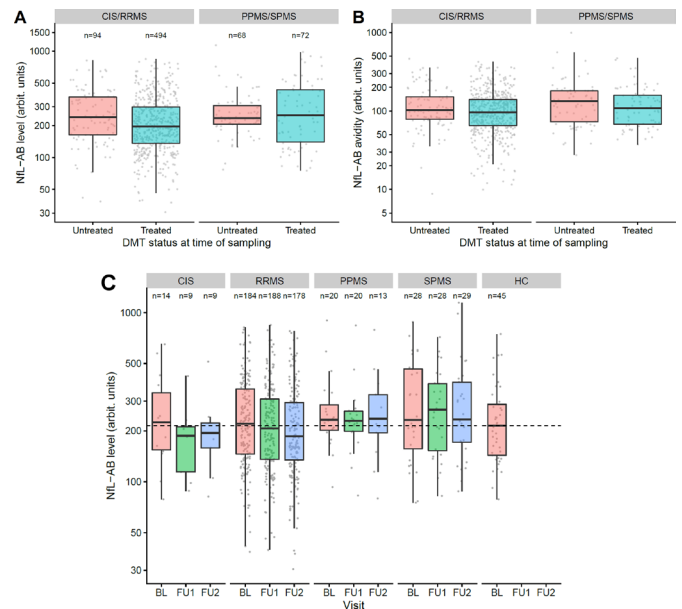 A
CIS/RRMS
PPMS/SPMS
n=94
n=494
n=68
n=72
NfL-AB level (arbit. units)
1500
1000
500
300
200
100
50
30
Untreated
Treated
Untreated
Treated
DMT status at time of sampling
B
CIS/RRMS
PPMS/SPMS
NfL-AB avidity (arbit. units)
1000
500
400
300
200
100
50
40
30
20
10
5
Untreated
Treated
Untreated
Treated
DMT status at time of sampling
C
CIS
RRMS
PPMS
SPMS
HC
n=14
n=9
n=9
n=184
n=188
n=178
n=20
n=20
n=13
n=28
n=28
n=29
n=45
NfL-AB level (arbit. units)
1000
500
300
200
100
50
30
BL
FU1
FU2
BL
FU1
FU2
BL
FU1
FU2
BL
FU1
FU2
BL
FU1
FU2
Visit